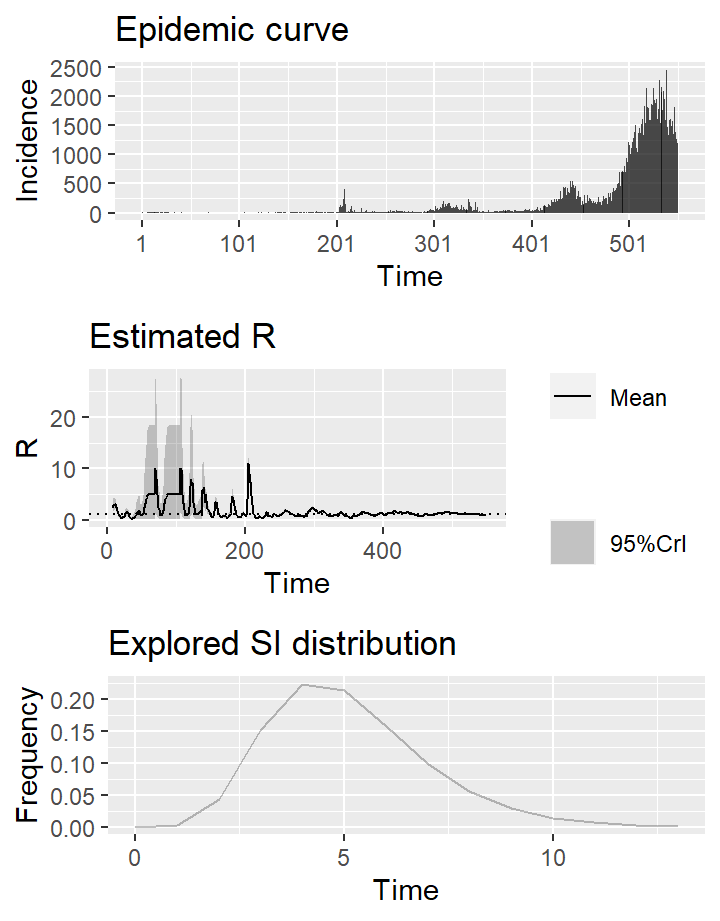 Epidemic curve
2500
2000
1500
1000
500
0
Incidence
1 101 201 301 401 501
Time
Estimated R
20
10
0
R
0 200 400
Time
Mean
95%CrI
Explored SI distribution
0.20
0.15
0.10
0.05
0.00
Frequency
0 5 10
Time